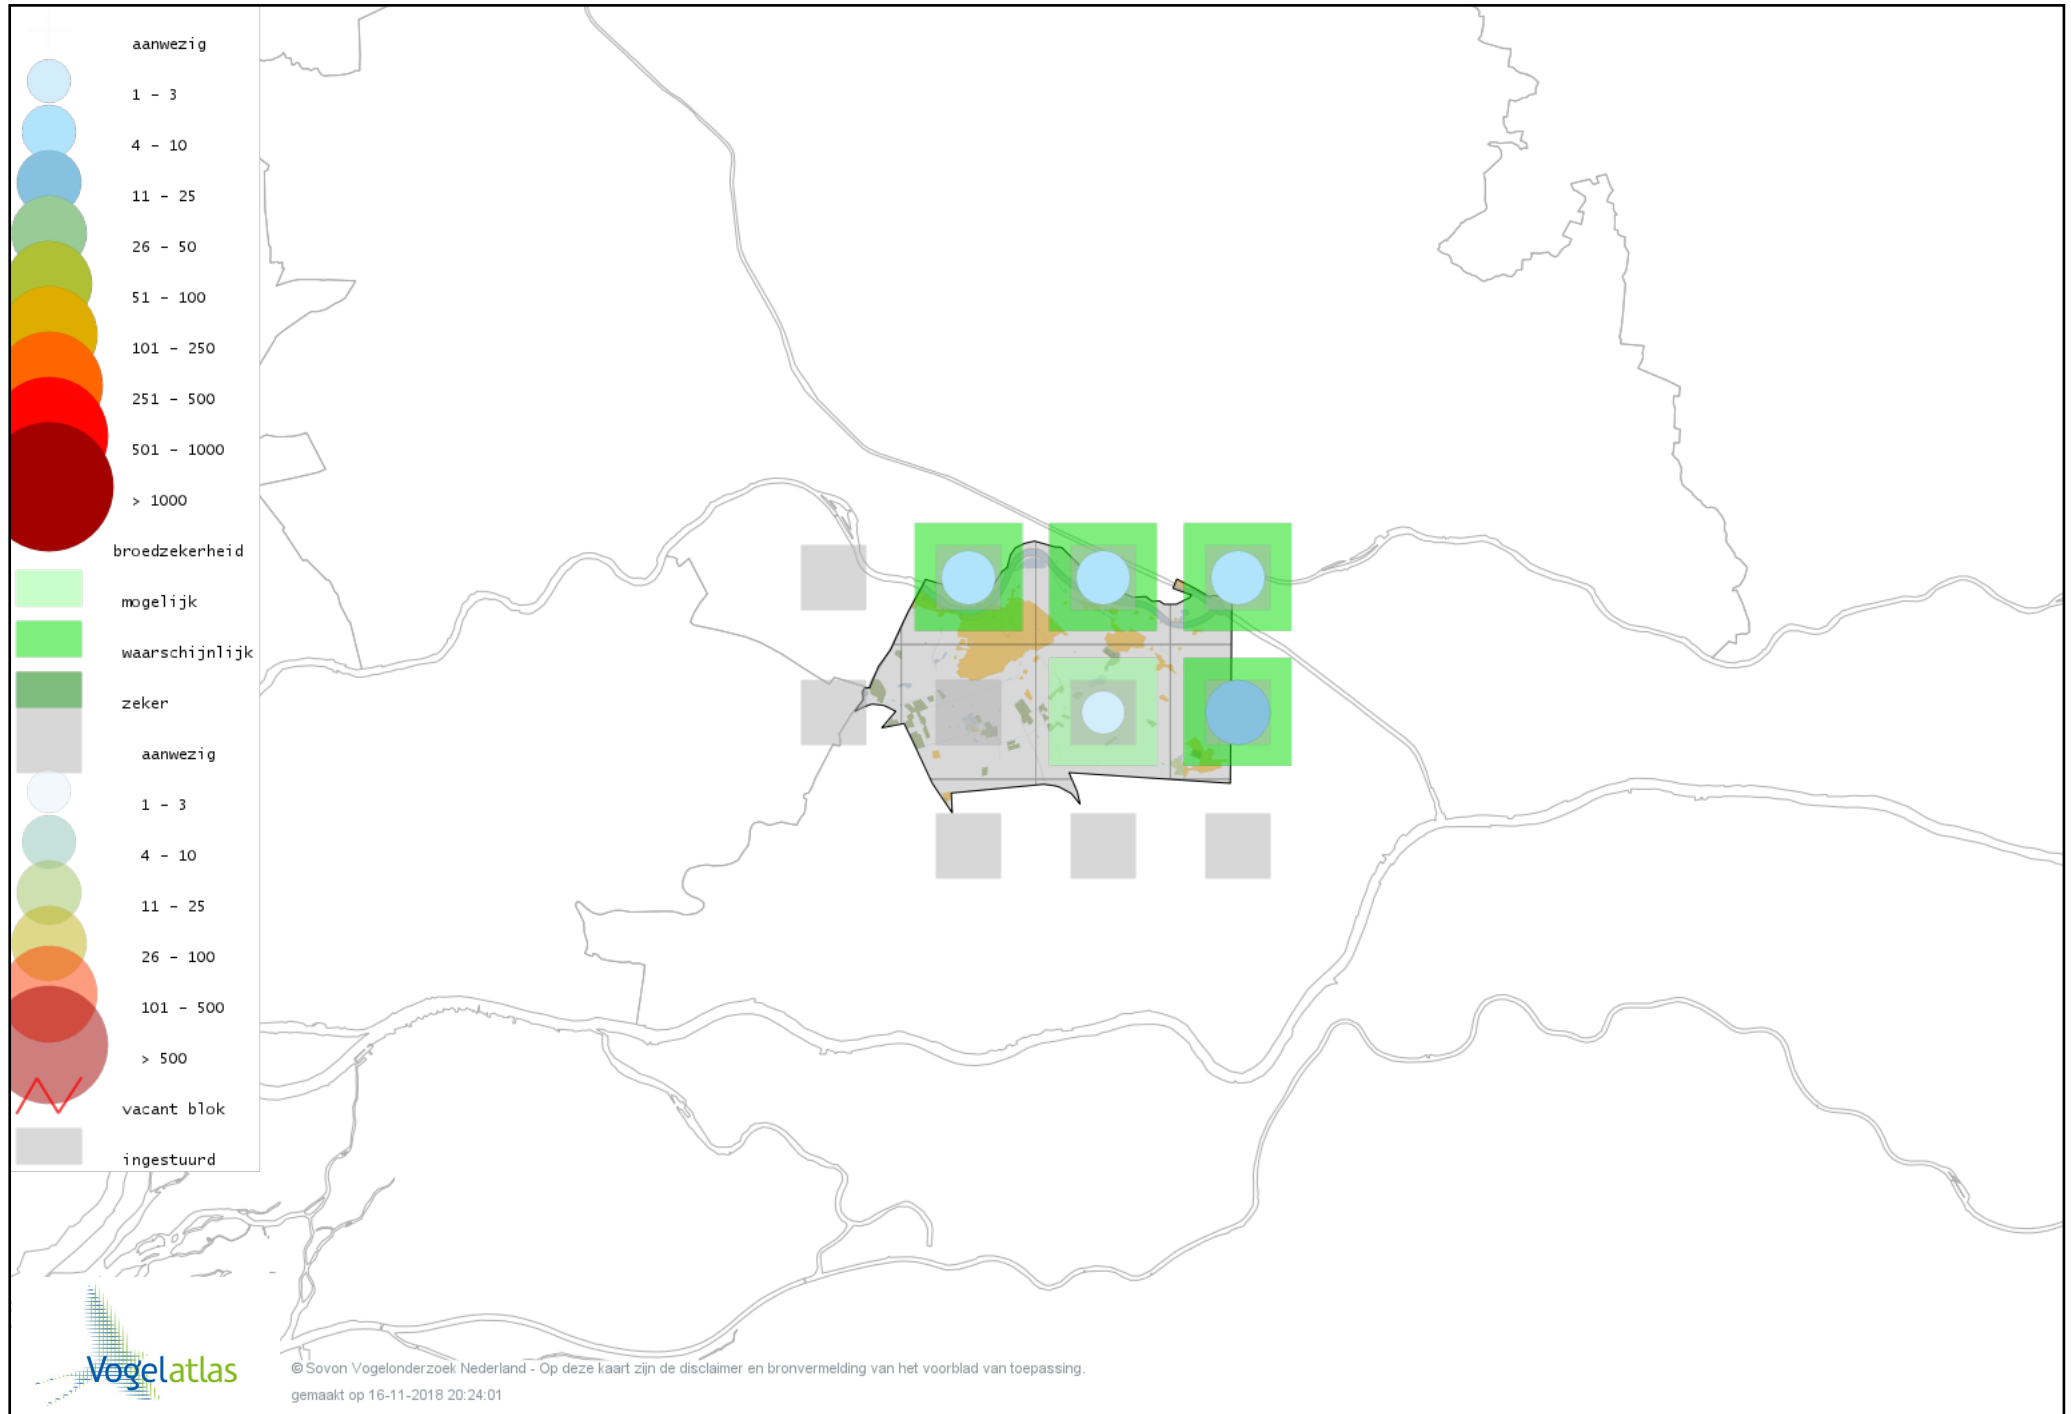 aanwezig
1 - 3
4 - 10
11 - 25
26 - 50
51 - 100
101 - 250
251 - 500
501 - 1000
> 1000
broedzekerheid
mogelijk
waarschijnlijk
zeker
aanwezig
1 - 3
4 - 10
11 - 25
26 - 100
101 - 500
> 500
vacant blok
ingestuurd
Vogelatlas
© Sovon Vogelonderzoek Nederland - Op deze kaart zijn de disclaimer en bronvermelding van het voorblad van toepassing.
gemaakt op 16-11-2018 20:24:01